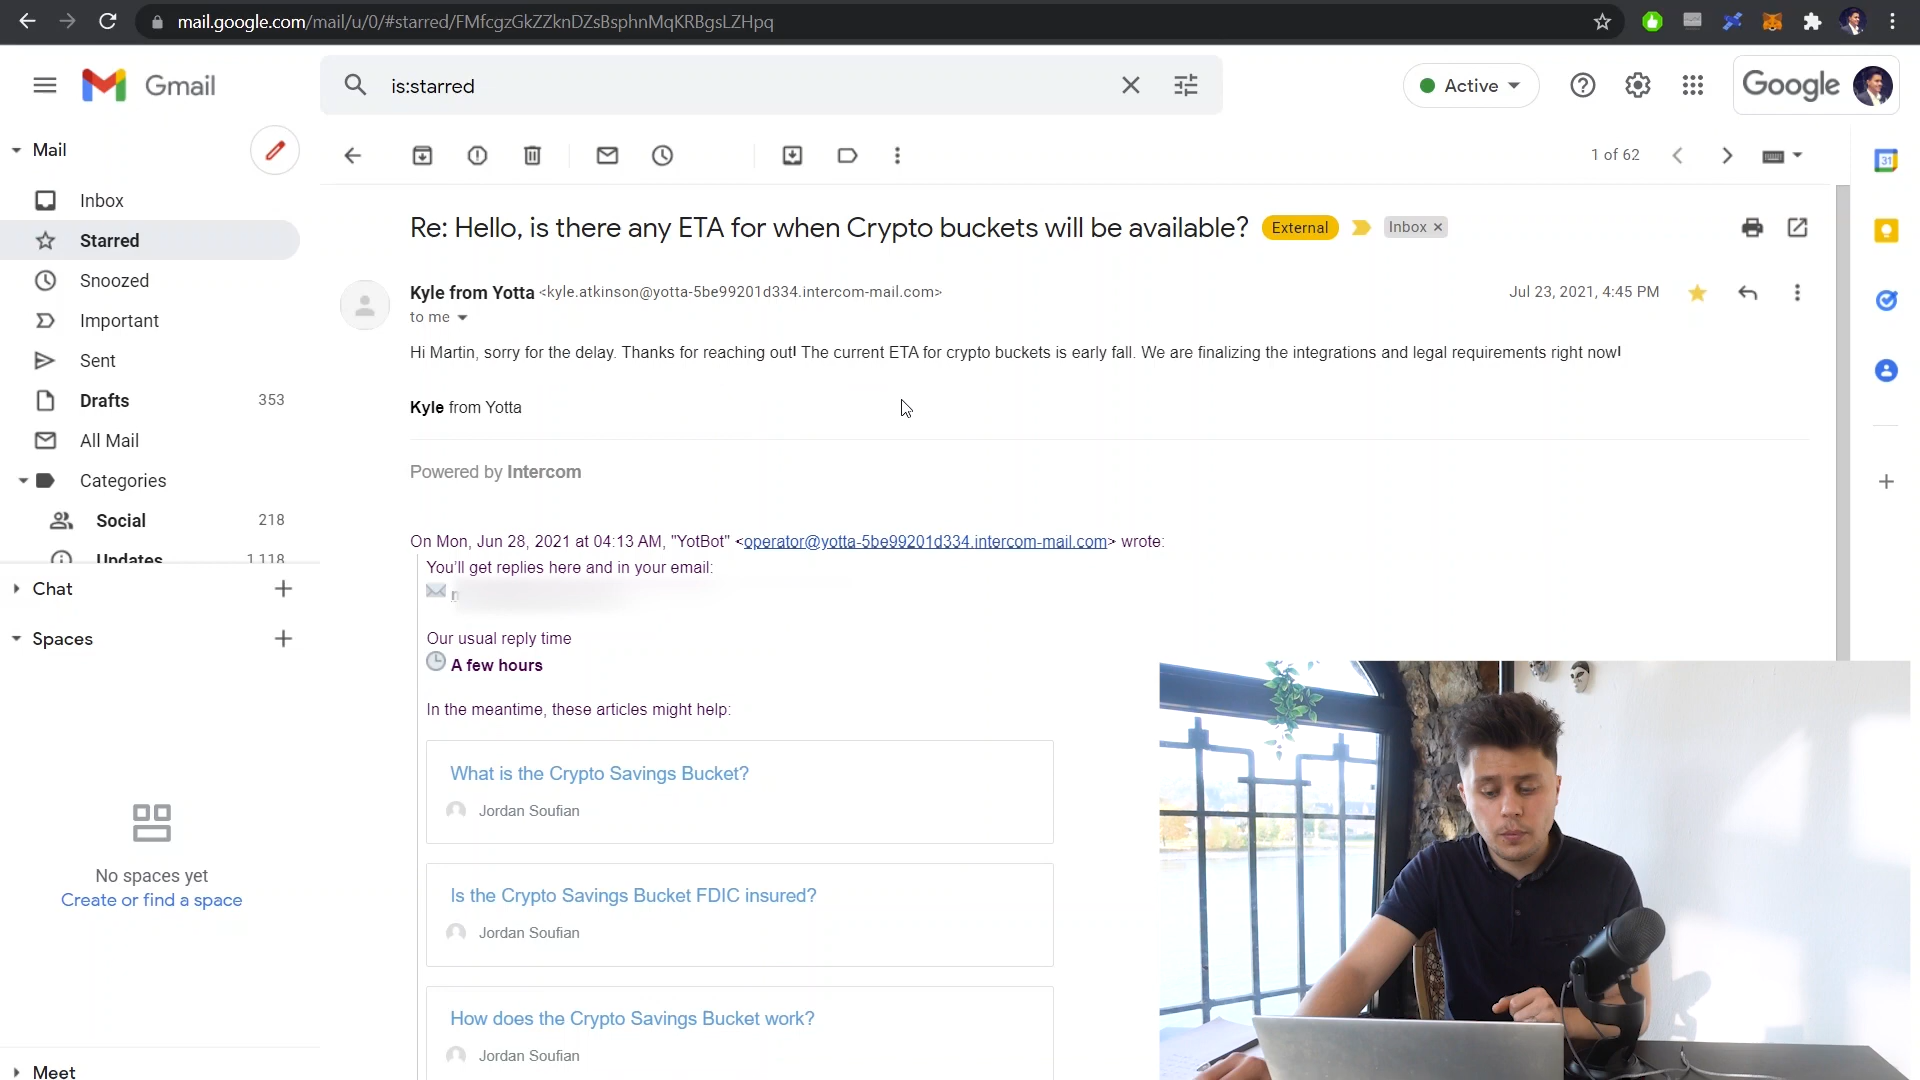 mail.google.com/mail/u/0/#starred/FMfcgzGkZZknDZsBsphnMqKRBgsLZHpq
Gmail
is:starred
Active
Google
Mail
1 of 62
31
Inbox
Starred
Snoozed
Important
Sent
Drafts 353
All Mail
Categories
Social 218
Updates 1,118
Chat
Spaces
No spaces yet
Create or find a space
Meet
Re: Hello, is there any ETA for when Crypto buckets will be available? External Inbox
Kyle from Yotta <kyle.atkinson@yotta-5be99201d334.intercom-mail.com> Jul 23, 2021, 4:45 PM
to me
Hi Martin, sorry for the delay. Thanks for reaching out! The current ETA for crypto buckets is early fall. We are finalizing the integrations and legal requirements right now!
Kyle from Yotta
Powered by Intercom
On Mon, Jun 28, 2021 at 04:13 AM, "YotBot" <operator@yotta-5be99201d334.intercom-mail.com> wrote:
You'll get replies here and in your email:
Our usual reply time
A few hours
In the meantime, these articles might help:
What is the Crypto Savings Bucket?
Jordan Soufian
Is the Crypto Savings Bucket FDIC insured?
Jordan Soufian
How does the Crypto Savings Bucket work?
Jordan Soufian